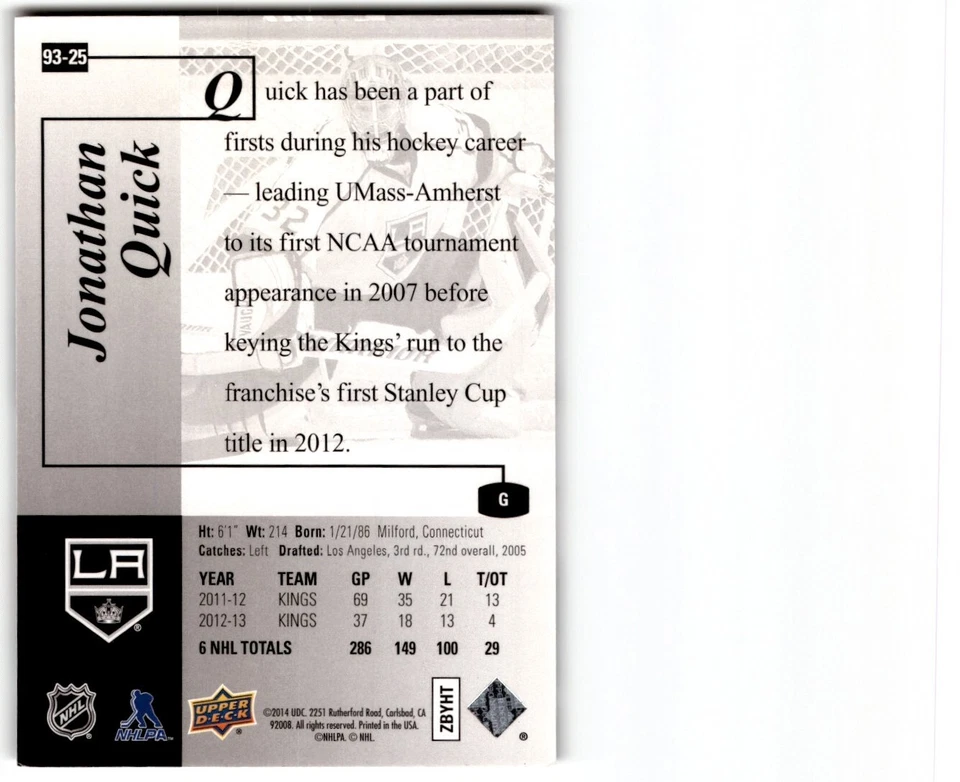 93-25
Quick has been a part of
firsts during his hockey career
— leading UMass-Amherst
to its first NCAA tournament
appearance in 2007 before
keying the Kings' run to the
franchise's first Stanley Cup
title in 2012.
Jonathan
Quick
G
Ht: 6'1" Wt: 214 Born: 1/21/86 Milford, Connecticut
Catches: Left Drafted: Los Angeles, 3rd rd., 72nd overall, 2005
YEAR TEAM GP W L T/OT
2011-12 KINGS 69 35 21 13
2012-13 KINGS 37 18 13 4
6 NHL TOTALS 286 149 100 29
LA
®
NHL
NHLPA
UPPER
D·E·C·K
©2014 UDC. 2251 Rutherford Road, Carlsbad, CA
92008. All rights reserved. Printed in the USA.
©NHLPA. © NHL.
ZBYHT
®